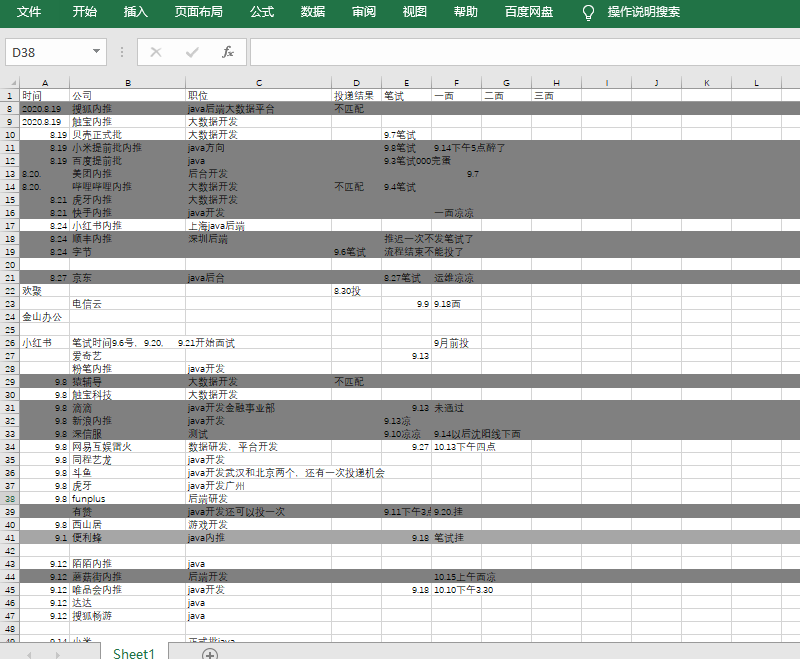 文件 开始 插入 页面布局 公式 数据 审阅 视图 帮助 百度网盘 操作说明搜索
D38 fx
A B C D E F G H I J K L
1 时间 公司 职位 投递结果 笔试 一面 二面 三面
8 2020.8.19 搜狐内推 java后端大数据平台 不匹配
9 2020.8.19 触宝内推 大数据开发
10 8.19 贝壳正式批 大数据开发 9.7笔试
11 8.19 小米提前批内推 java方向 9.8笔试 9.14下午5点醉了
12 8.19 百度提前批 java 9.3笔试000完蛋
13 8.20. 美团内推 后台开发 9.7
14 8.20. 哔哩哔哩内推 大数据开发 不匹配 9.4笔试
15 8.21 虎牙内推 大数据开发
16 8.21 快手内推 java开发 一面凉凉
17 8.24 小红书内推 上海java后端
18 8.24 顺丰内推 深圳后端 推迟一次不发笔试了
19 8.24 字节 9.6笔试 流程结束不能投了
20
21 8.27 京东 java后台 8.27笔试 运维凉凉
22 欢聚 8.30投
23 电信云 9.9 9.18面
24 金山办公
25
26 小红书 笔试时间9.6号、9.20、 9.21开始面试 9月前投
27 爱奇艺 9.13
28 粉笔内推 java开发
29 9.8 猿辅导 大数据开发 不匹配
30 9.8 触宝科技 大数据开发
31 9.8 滴滴 java开发金融事业部 9.13 未通过
32 9.8 新浪内推 java开发 9.13凉
33 9.8 深信服 测试 9.10凉凉 9.14以后沈阳线下面
34 9.8 网易互娱雷火 数据研发、平台开发 9.27 10.13下午四点
35 9.8 同程艺龙 java开发
36 9.8 斗鱼 java开发武汉和北京两个，还有一次投递机会
37 9.8 虎牙 java开发广州
38 9.8 funplus 后端研发
39 有赞 java开发还可以投一次 9.11下午3点 9.20.挂
40 9.8 西山居 游戏开发
41 9.1 便利蜂 java内推 9.18 笔试挂
42
43 9.12 陌陌内推 java
44 9.12 蘑菇街内推 后端开发 10.15上午面凉
45 9.12 唯品会内推 java开发 9.18 10.10下午3.30
46 9.12 达达 java
47 9.12 搜狐畅游 java
48
49 9.14 小米 正式批java
Sheet1